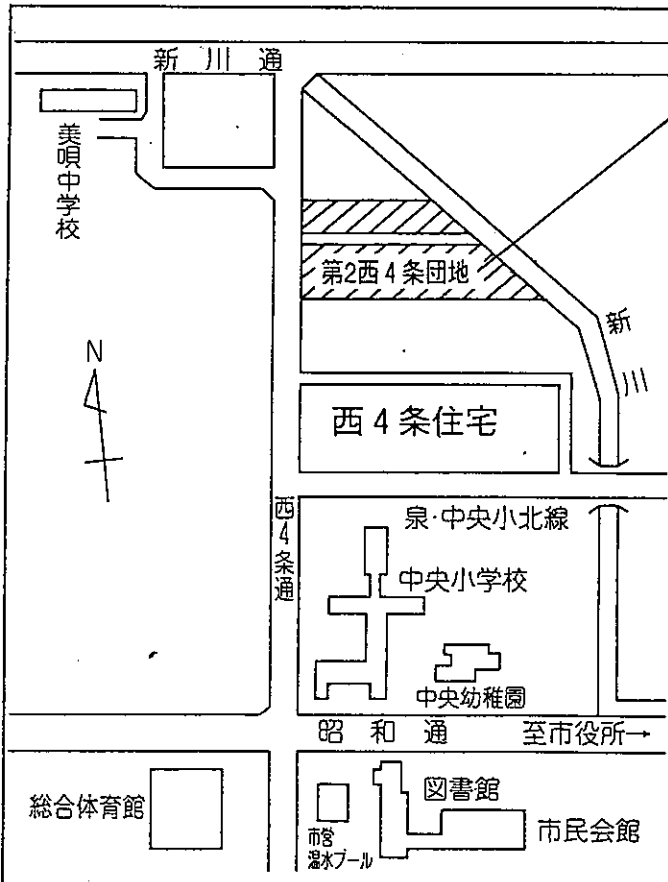 新川通
美唄中学校
第2西4条団地
新川
N
西4条住宅
西4条通
泉・中央小北線
中央小学校
中央幼稚園
昭和通
至市役所→
総合体育館
市営
温水プール
図書館
市民会館